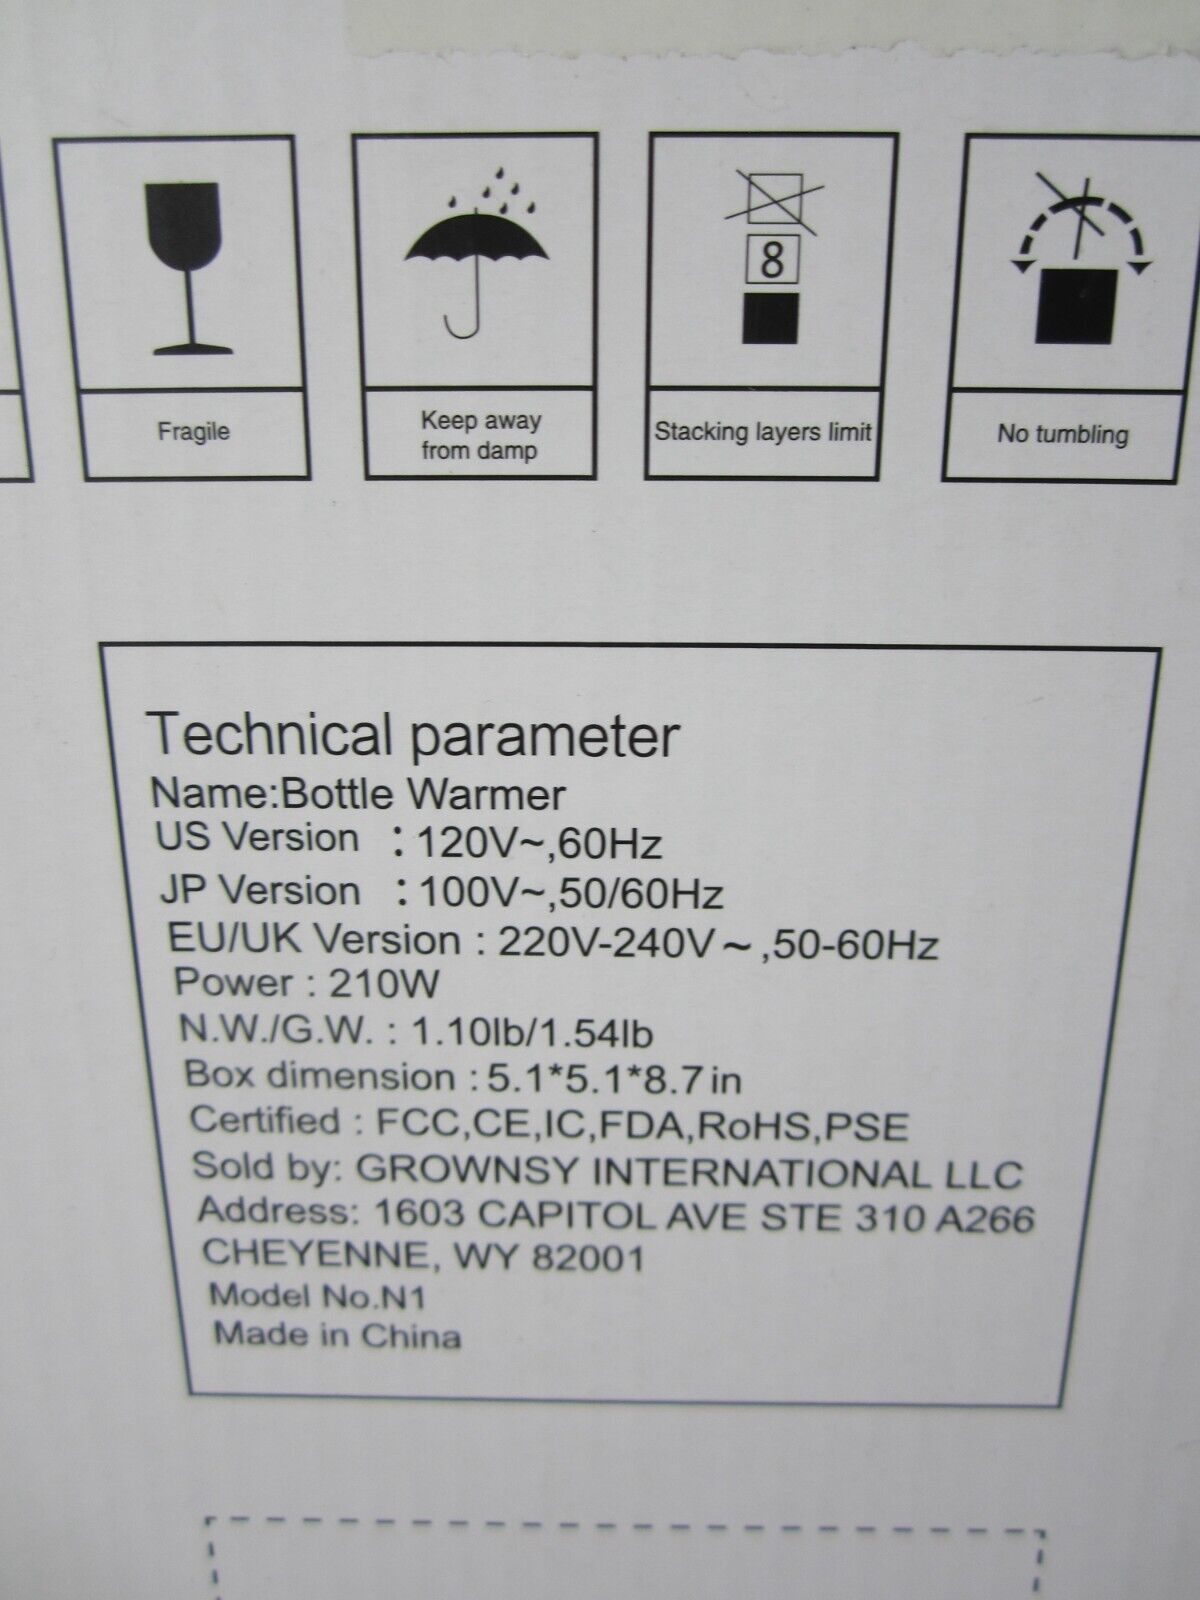 8
Fragile
Keep away
from damp
Stacking layers limit
No tumbling
Technical parameter
Name:Bottle Warmer
US Version :120V~,60Hz
JP Version :100V~,50/60Hz
EU/UK Version : 220V-240V~,50-60Hz
Power : 210W
N.W./G.W. : 1.10lb/1.54lb
Box dimension :5.1*5.1*8.7in
Certified : FCC,CE,IC,FDA,RoHS,PSE
Sold by: GROWNSY INTERNATIONAL LLC
Address: 1603 CAPITOL AVE STE 310 A266
CHEYENNE, WY 82001
Model No.N1
Made in China